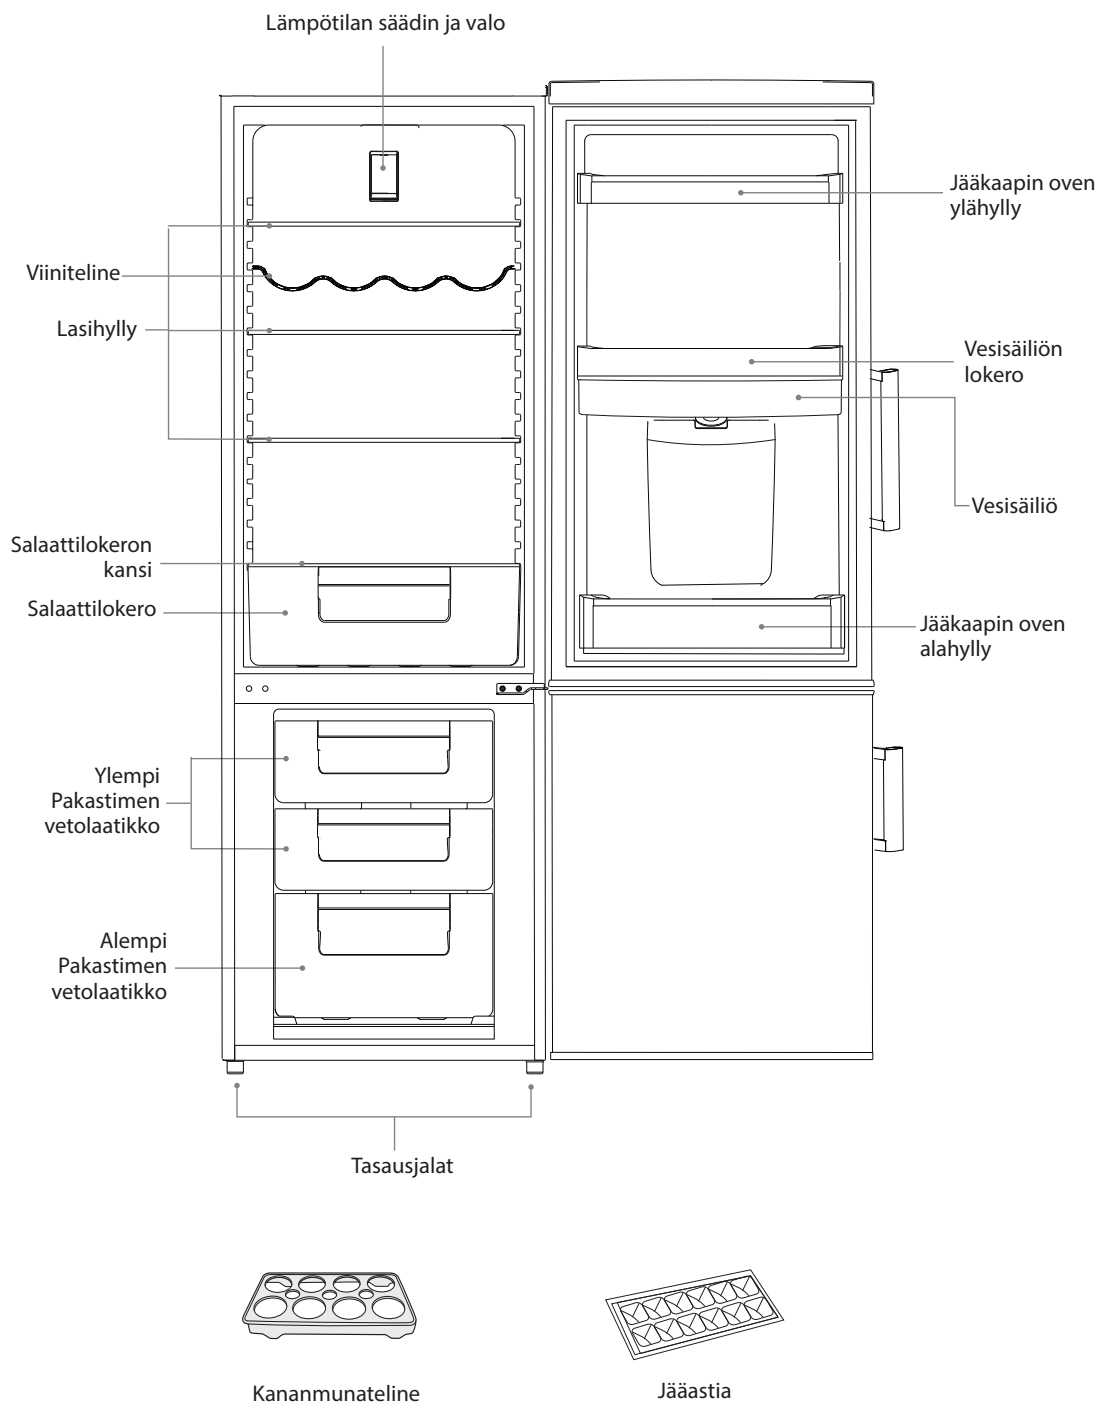 Lämpötilan säädin ja valo
Jääkaapin oven
ylähylly
Viiniteline
Lasihylly
Vesisäiliön
lokero
Vesisäiliö
Salaattilokeron
kansi
Salaattilokero
Jääkaapin oven
alahylly
Ylempi
Pakastimen
vetolaatikko
Alempi
Pakastimen
vetolaatikko
Tasausjalat
Kananmunateline
Jääastia